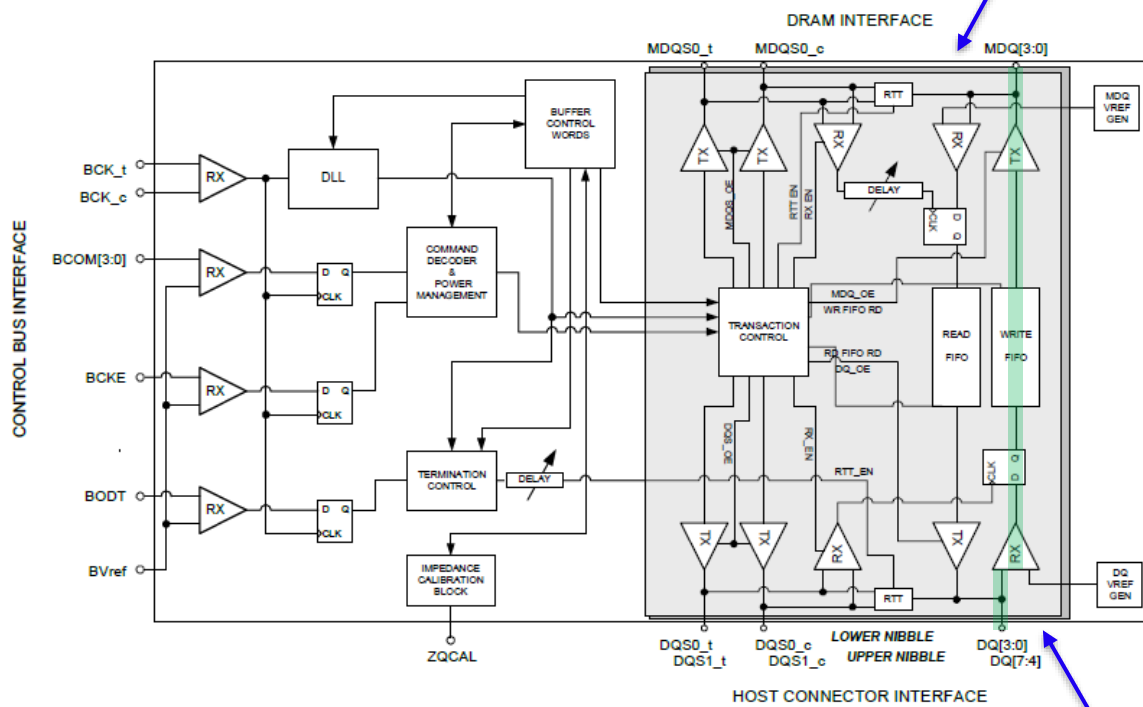 DRAM INTERFACE
MDQS0_t
MDQS0_c
MDQ[3:0]
CONTROL BUS INTERFACE
BCK_t
BCK_c
RX
DLL
BUFFER
CONTROL
WORDS
BCOM[3:0]
RX
D Q
CLK
COMMAND
DECODER
&
POWER
MANAGEMENT
BCKE
RX
D Q
CLK
BODT
RX
D Q
CLK
TERMINATION
CONTROL
DELAY
BVref
IMPEDANCE
CALIBRATION
BLOCK
ZQCAL
TX
TX
RX
RTT
RX
TX
MDQ
VREF
GEN
DELAY
CLK
D Q
MDQS_OE
RTT EN
RX EN
TRANSACTION
CONTROL
MDQ_OE
WR FIFO RD
RD FIFO RD
DQ_OE
READ
FIFO
WRITE
FIFO
DQS_OE
RX_EN
RTT_EN
CLK
D Q
TX
TX
RX
RTT
TX
RX
DQ
VREF
GEN
DQS0_t
DQS1_t
DQS0_c
DQS1_c
LOWER NIBBLE
UPPER NIBBLE
DQ[3:0]
DQ[7:4]
HOST CONNECTOR INTERFACE